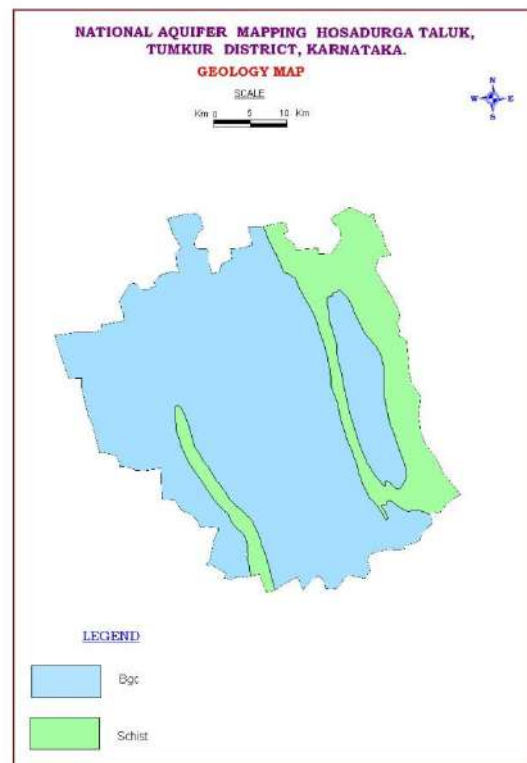 NATIONAL AQUIFER MAPPING HOSADURGA TALUK,
TUMKUR DISTRICT, KARNATAKA.
GEOLOGY MAP
SCALE
Km 0 5 10 Km
N
W E
S
LEGEND
Bgc
Schist